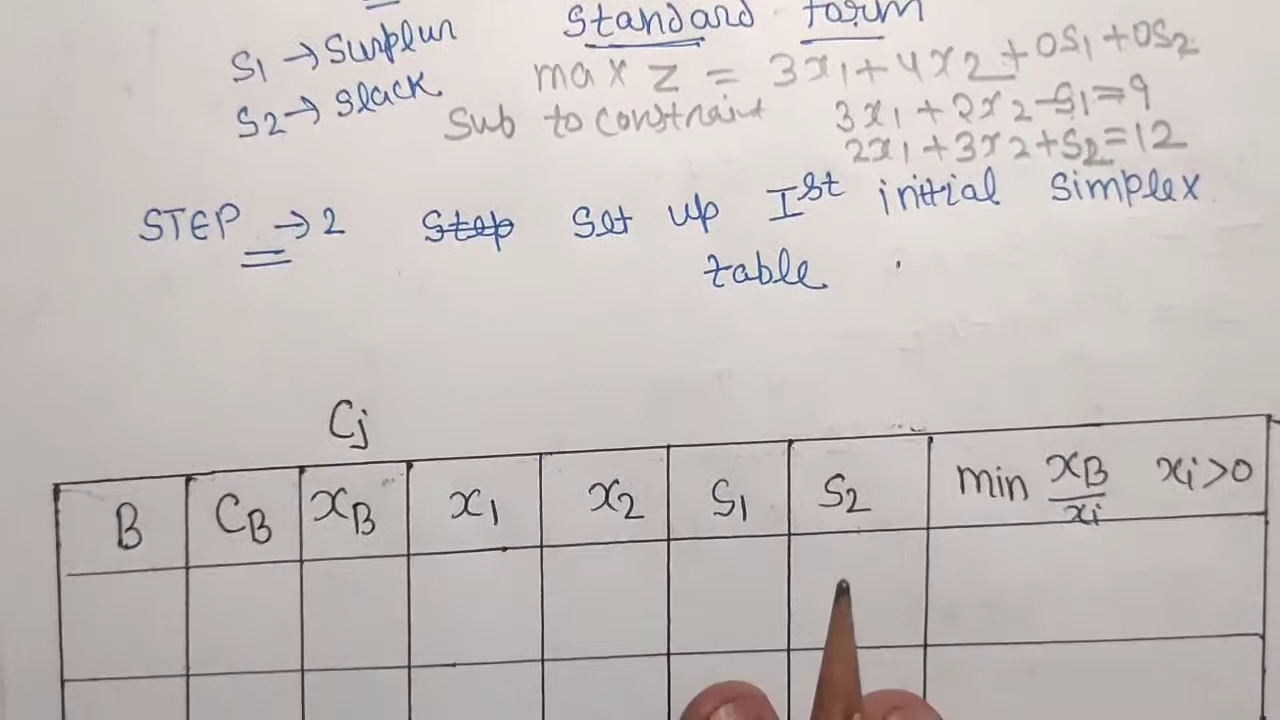 S1 → Surplun
Standard form
S2 → Slack
max Z = 3x1 + 4x2 + 0S1 + 0S2
Sub to constraint 3x1 + 2x2 - S1 = 9
2x1 + 3x2 + S2 = 12
STEP → 2 Step Set up Ist initial Simplex
table
Cj
B CB xB x1 x2 S1 S2 min xB/xi xi > 0